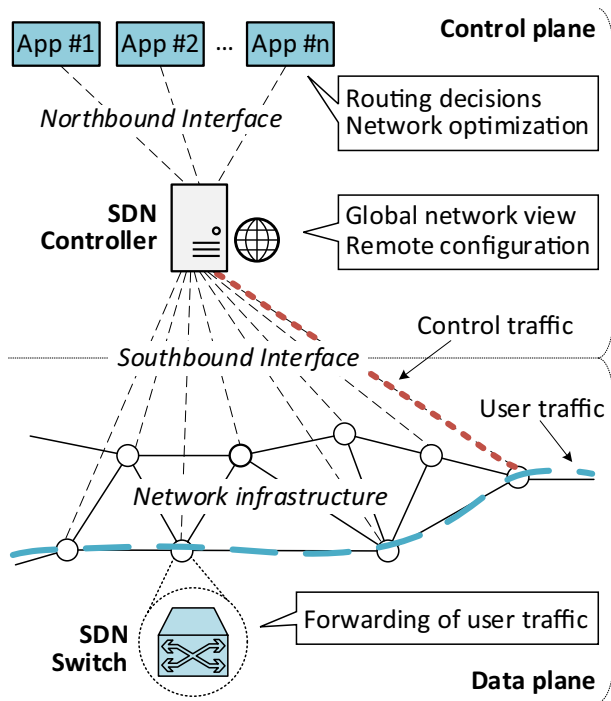 Control plane
App #1 App #2 ... App #n
Routing decisions
Network optimization
Northbound Interface
SDN
Controller
Global network view
Remote configuration
Control traffic
Southbound Interface
User traffic
Network infrastructure
Forwarding of user traffic
SDN
Switch
Data plane